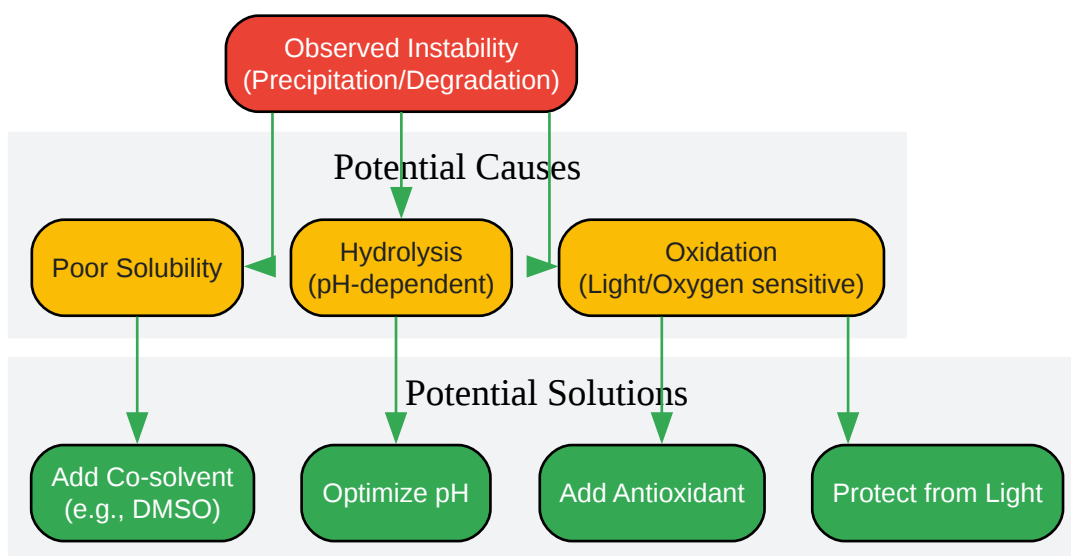 Observed Instability
(Precipitation/Degradation)
Potential Causes
Poor Solubility
Hydrolysis
(pH-dependent)
Oxidation
(Light/Oxygen sensitive)
Potential Solutions
Add Co-solvent
(e.g., DMSO)
Optimize pH
Add Antioxidant
Protect from Light